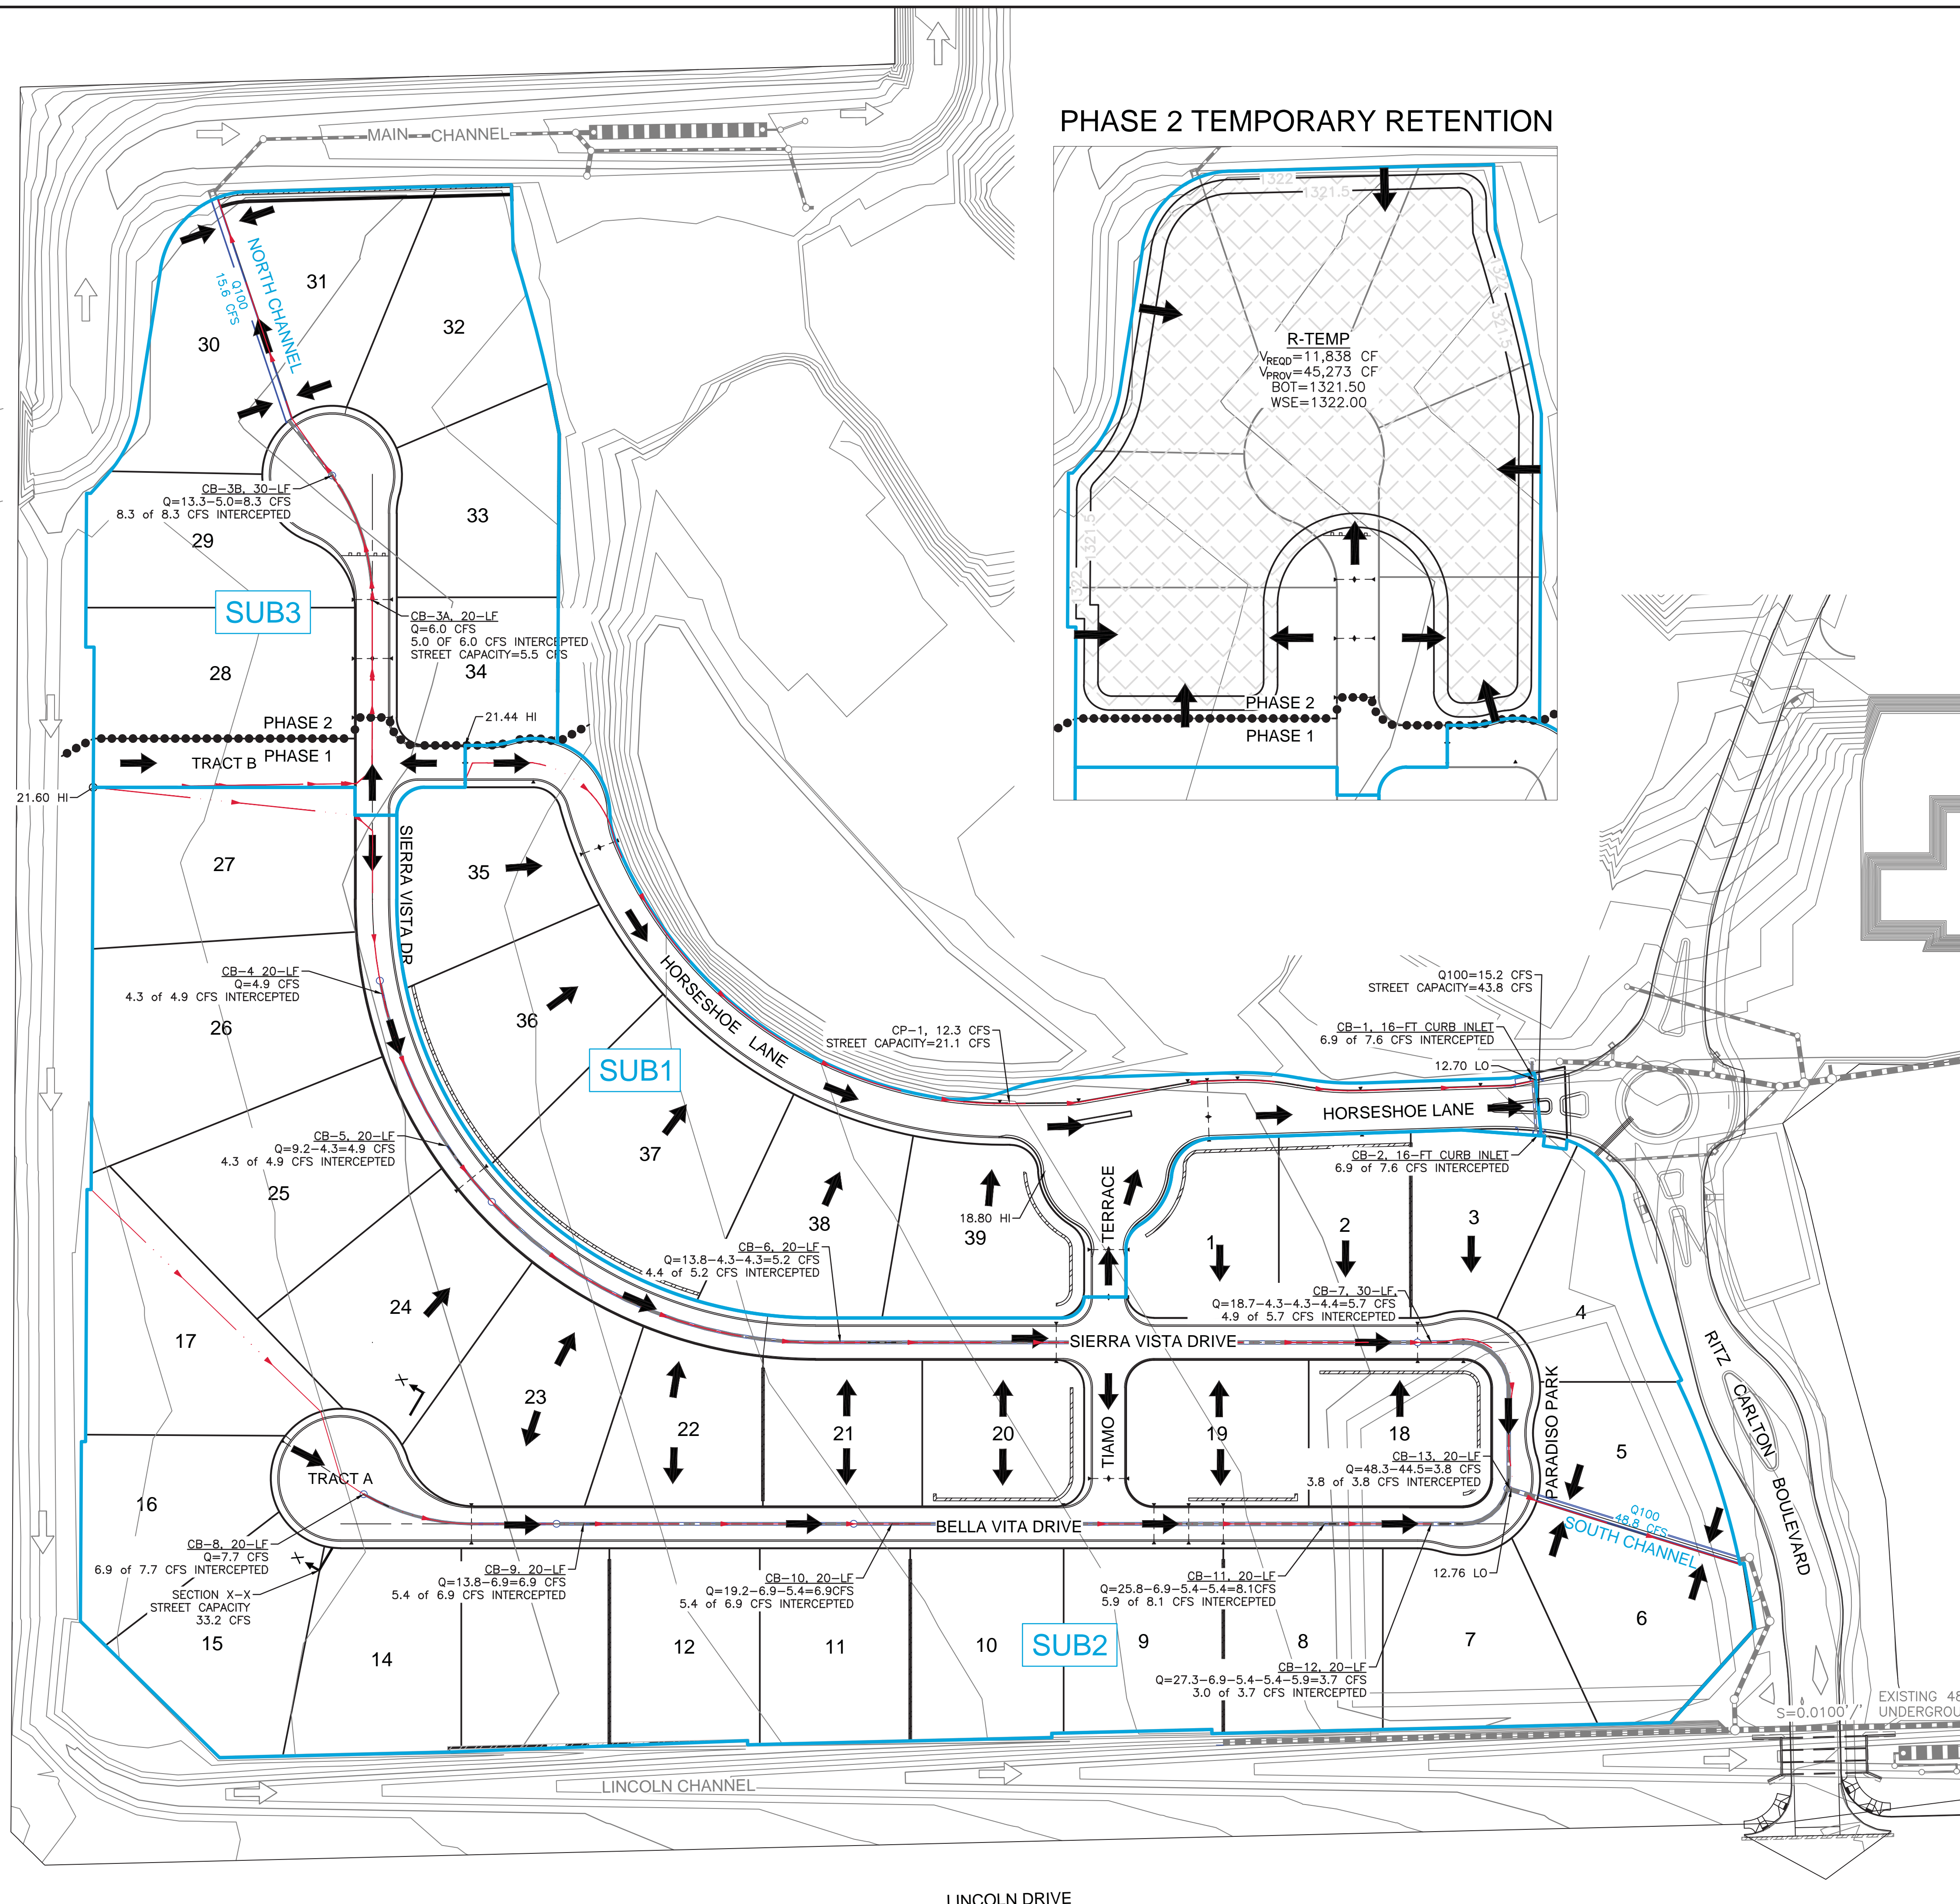 PHASE 2 TEMPORARY RETENTION
MAIN CHANNEL
NORTH CHANNEL
Q100
15.6 CFS
31
32
30
33
CB-3B, 30-LF
Q=13.3-5.0=8.3 CFS
8.3 of 8.3 CFS INTERCEPTED
29
SUB3
CB-3A, 20-LF
Q=6.0 CFS
5.0 OF 6.0 CFS INTERCEPTED
STREET CAPACITY=5.5 CFS
34
28
PHASE 2
PHASE 1
TRACT B
21.44 HI
21.60 HI
1322
1321.5
1322
1321.5
1321.5
1322
R-TEMP
VREQD=11,838 CF
VPROV=45,273 CF
BOT=1321.50
WSE=1322.00
PHASE 2
PHASE 1
27
SIERRA VISTA DR
35
CB-4 20-LF
Q=4.9 CFS
4.3 of 4.9 CFS INTERCEPTED
26
36
HORSESHOE LANE
SUB1
37
CP-1, 12.3 CFS
STREET CAPACITY=21.1 CFS
Q100=15.2 CFS
STREET CAPACITY=43.8 CFS
CB-1, 16-FT CURB INLET
6.9 of 7.6 CFS INTERCEPTED
12.70 LO
HORSESHOE LANE
CB-2, 16-FT CURB INLET
6.9 of 7.6 CFS INTERCEPTED
CB-5, 20-LF
Q=9.2-4.3=4.9 CFS
4.3 of 4.9 CFS INTERCEPTED
25
38
39
18.80 HI
TERRACE
1
2
3
4
CB-6, 20-LF
Q=13.8-4.3-4.3=5.2 CFS
4.4 of 5.2 CFS INTERCEPTED
CB-7, 30-LF,
Q=18.7-4.3-4.3-4.4=5.7 CFS
4.9 of 5.7 CFS INTERCEPTED
24
17
SIERRA VISTA DRIVE
RITZ CARLTON BOULEVARD
PARADISO PARK
X
23
22
21
20
TIAMO
19
18
5
CB-13, 20-LF
Q=48.3-44.5=3.8 CFS
3.8 of 3.8 CFS INTERCEPTED
TRACT A
16
BELLA VITA DRIVE
Q100
48.8 CFS
SOUTH CHANNEL
CB-8, 20-LF
Q=7.7 CFS
6.9 of 7.7 CFS INTERCEPTED
X
SECTION X-X
STREET CAPACITY
33.2 CFS
CB-9, 20-LF
Q=13.8-6.9=6.9 CFS
5.4 of 6.9 CFS INTERCEPTED
CB-10, 20-LF
Q=19.2-6.9-5.4=6.9CFS
5.4 of 6.9 CFS INTERCEPTED
CB-11, 20-LF
Q=25.8-6.9-5.4-5.4=8.1CFS
5.9 of 8.1 CFS INTERCEPTED
12.76 LO
15
14
12
11
10
SUB2
9
8
7
6
CB-12, 20-LF
Q=27.3-6.9-5.4-5.4-5.9=3.7 CFS
3.0 of 3.7 CFS INTERCEPTED
S=0.0100'/'
EXISTING 48
UNDERGROU
LINCOLN CHANNEL
LINCOLN DRIVE